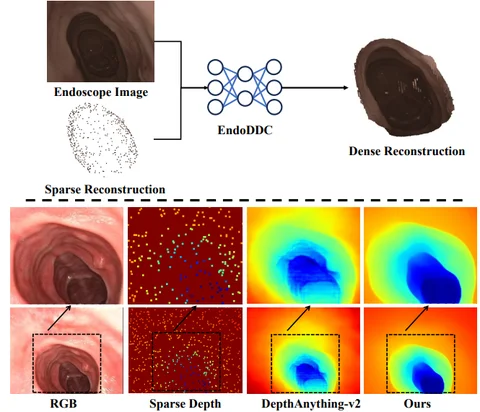 Endoscope Image
EndoDDC
Dense Reconstruction
Sparse Reconstruction
RGB Sparse Depth DepthAnything-v2 Ours